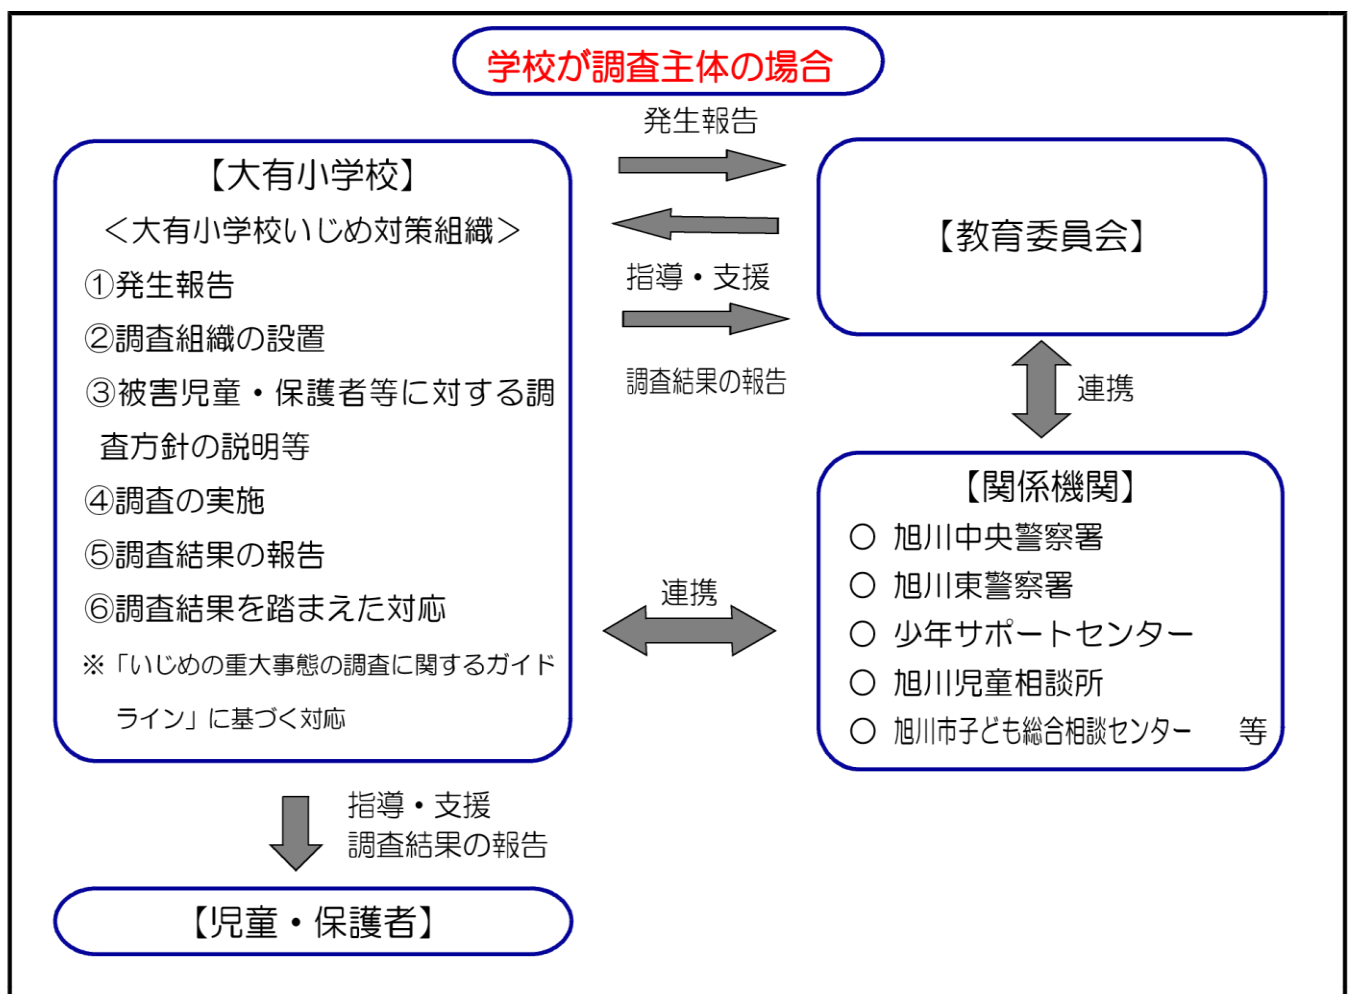 学校が調査主体の場合
発生報告
【大有小学校】
＜大有小学校いじめ対策組織＞
①発生報告
②調査組織の設置
③被害児童・保護者等に対する調
査方針の説明等
④調査の実施
⑤調査結果の報告
⑥調査結果を踏まえた対応
※「いじめの重大事態の調査に関するガイド
ライン」に基づく対応
指導・支援
調査結果の報告
【教育委員会】
連携
連携
【関係機関】
○ 旭川中央警察署
○ 旭川東警察署
○ 少年サポートセンター
○ 旭川児童相談所
○ 旭川市子ども総合相談センター 等
指導・支援
調査結果の報告
【児童・保護者】